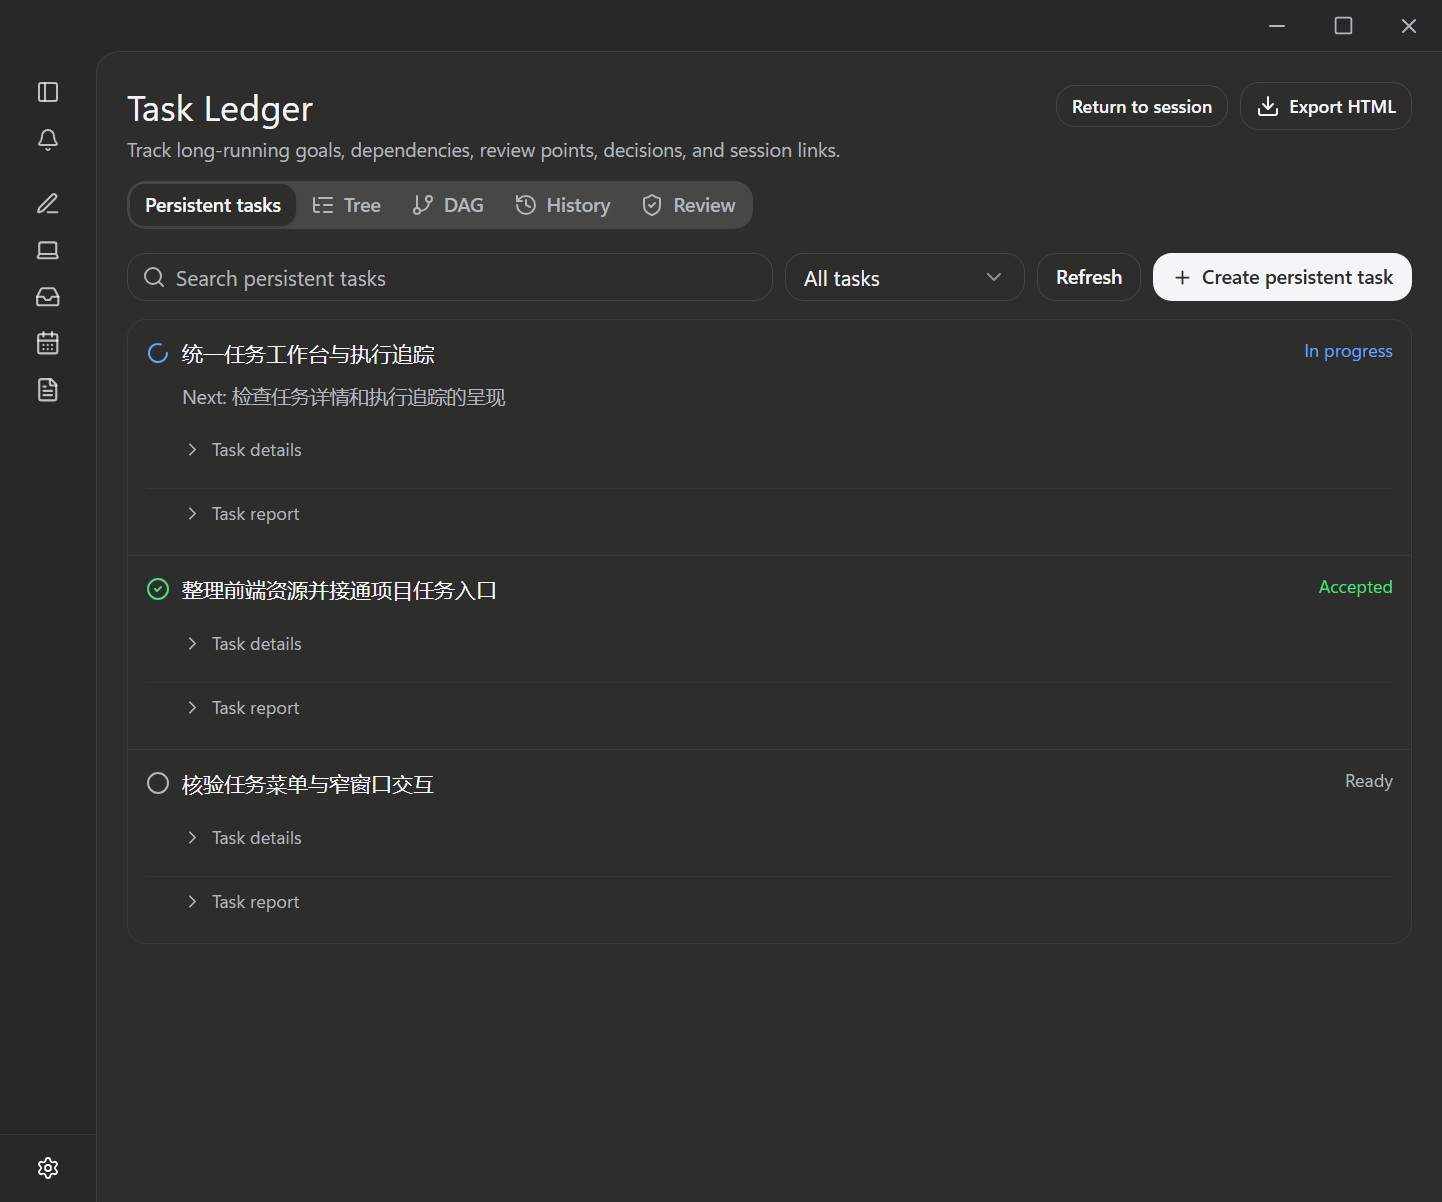 Task Ledger
Return to session
Export HTML
Track long-running goals, dependencies, review points, decisions, and session links.
Persistent tasks
Tree
DAG
History
Review
Search persistent tasks
All tasks
Refresh
Create persistent task
统一任务工作台与执行追踪
In progress
Next: 检查任务详情和执行追踪的呈现
Task details
Task report
整理前端资源并接通项目任务入口
Accepted
Task details
Task report
核验任务菜单与窄窗口交互
Ready
Task details
Task report